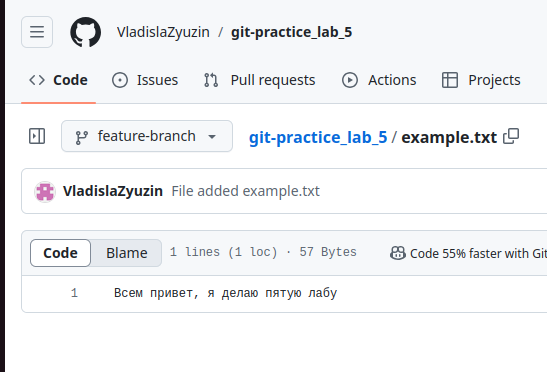 VladislaZyuzin / git-practice_lab_5
Code Issues Pull requests Actions Projects
feature-branch git-practice_lab_5 / example.txt
VladislaZyuzin File added example.txt
Code Blame 1 lines (1 loc) · 57 Bytes Code 55% faster with Git
1 Всем привет, я делаю пятую лабу